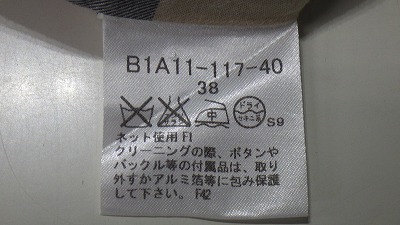 B1A11-117-40
38
中 ドライ セキユ系 S9
ネット使用 F1
クリーニングの際、ボタンや
バックル等の付属品は、取り
外すかアルミ箔等に包み保護
して下さい。 F42